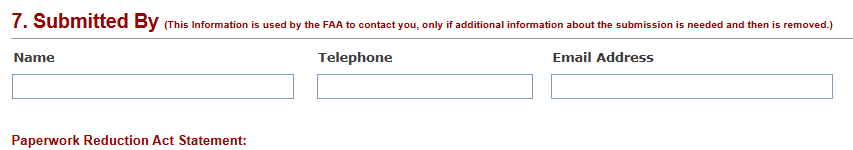 7. Submitted By (This Information is used by the FAA to contact you, only if additional information about the submission is needed and then is removed.)
Name Telephone Email Address
Paperwork Reduction Act Statement: